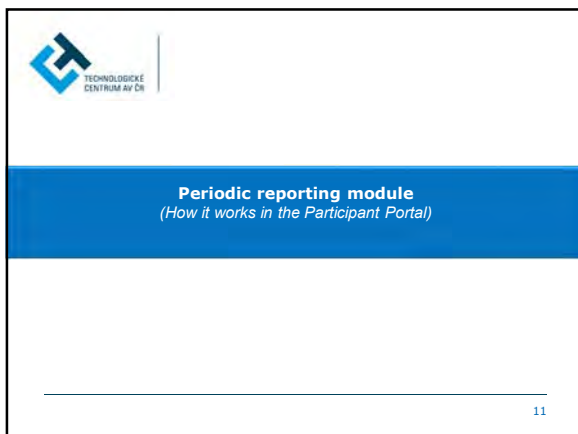 TECHNOLOGICKÉ
CENTRUM AV ČR
Periodic reporting module
(How it works in the Participant Portal)
11